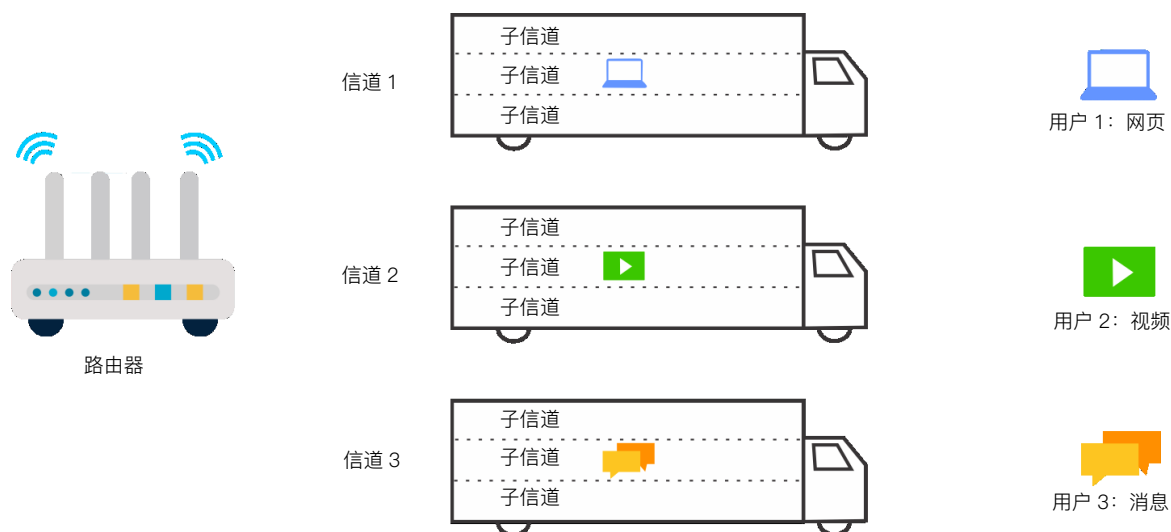 子信道
信道 1
子信道
子信道
用户 1：网页
子信道
信道 2
子信道
子信道
用户 2：视频
路由器
子信道
信道 3
子信道
子信道
用户 3：消息